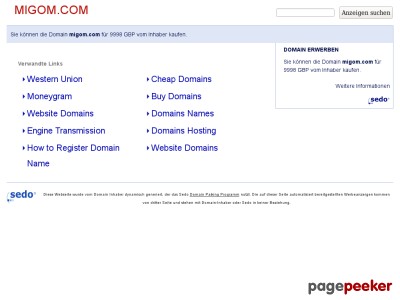 MIGOM.COM
Anzeigen suchen
Sie können die Domain migom.com für 9998 GBP vom Inhaber kaufen.
DOMAIN ERWERBEN
Sie können die Domain migom.com für 9998 GBP vom Inhaber kaufen.
Weitere Informationen
sedo
Verwandte Links
Western Union
Moneygram
Website Domains
Engine Transmission
How to Register Domain
Name
Cheap Domains
Buy Domains
Domains Names
Domains Hosting
Website Domains
sedo
Diese Webseite wurde vom Domain Inhaber dynamisch generiert, der das Sedo Domain Parking Programm nutzt. Die auf dieser Seite automatisiert bereitgestellten Werbeanzeigen kommen
von dritter Seite und stehen mit Domain-Inhaber oder Sedo in keiner Beziehung.
pagepeeker